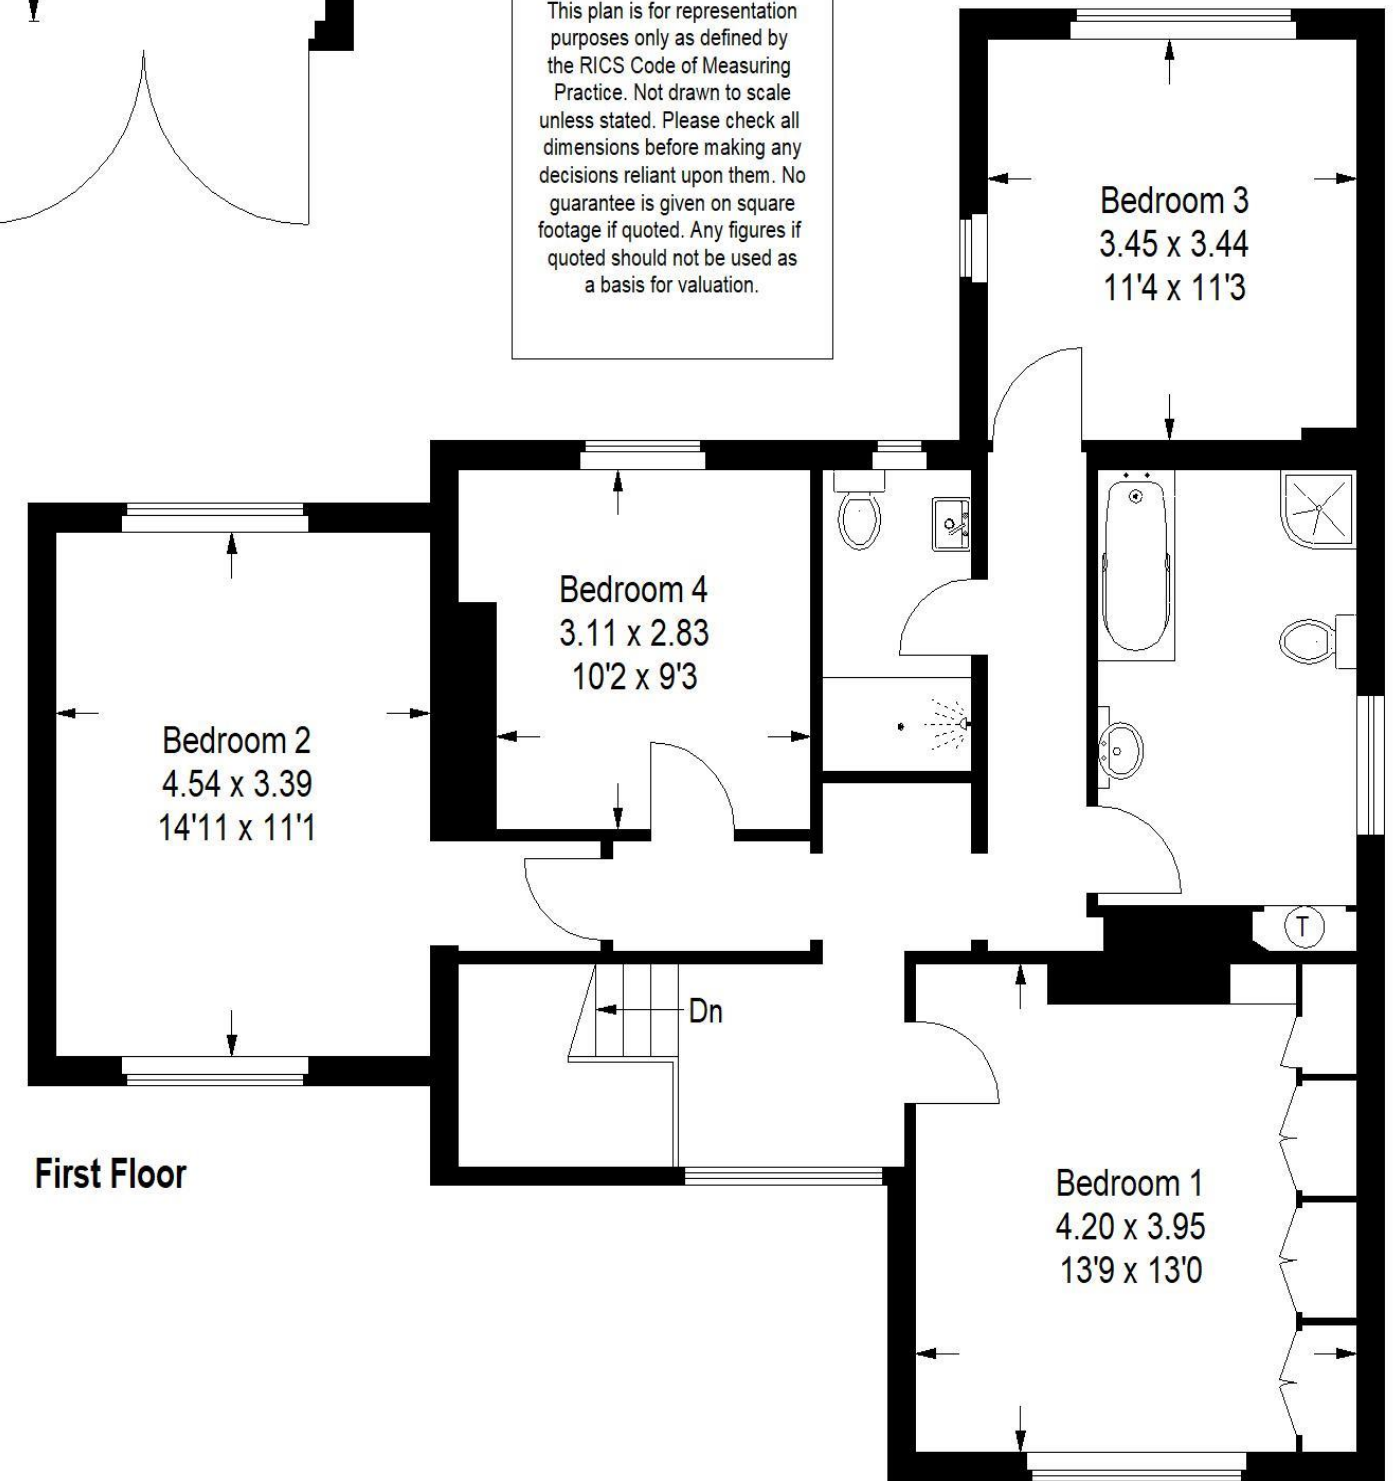 This plan is for representation
purposes only as defined by
the RICS Code of Measuring
Practice. Not drawn to scale
unless stated. Please check all
dimensions before making any
decisions reliant upon them. No
guarantee is given on square
footage if quoted. Any figures if
quoted should not be used as
a basis for valuation.
Bedroom 3
3.45 x 3.44
11'4 x 11'3
Bedroom 4
3.11 x 2.83
10'2 x 9'3
Bedroom 2
4.54 x 3.39
14'11 x 11'1
T
Dn
First Floor
Bedroom 1
4.20 x 3.95
13'9 x 13'0